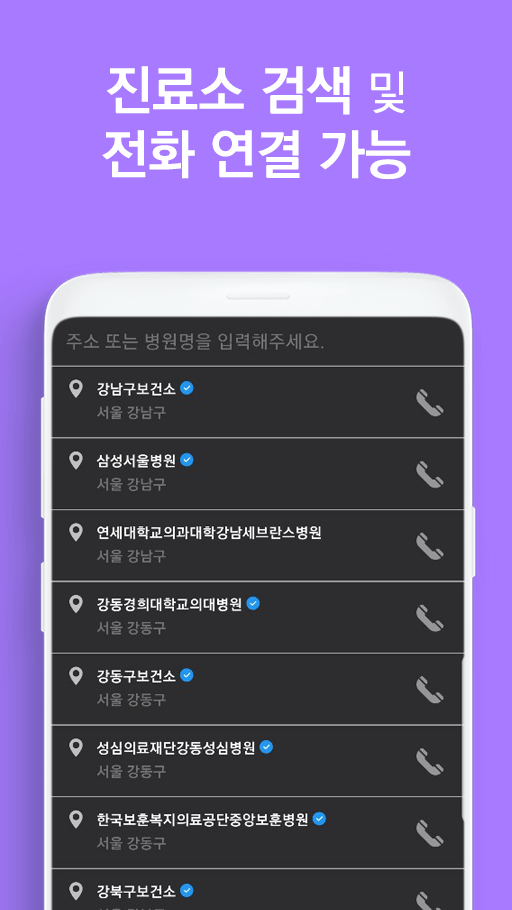 진료소 검색 및
전화 연결 가능
주소 또는 병원명을 입력해주세요.
강남구보건소
서울 강남구
삼성서울병원
서울 강남구
연세대학교의과대학강남세브란스병원
서울 강남구
강동경희대학교의대병원
서울 강동구
강동구보건소
서울 강동구
성심의료재단강동성심병원
서울 강동구
한국보훈복지의료공단중앙보훈병원
서울 강동구
강북구보건소